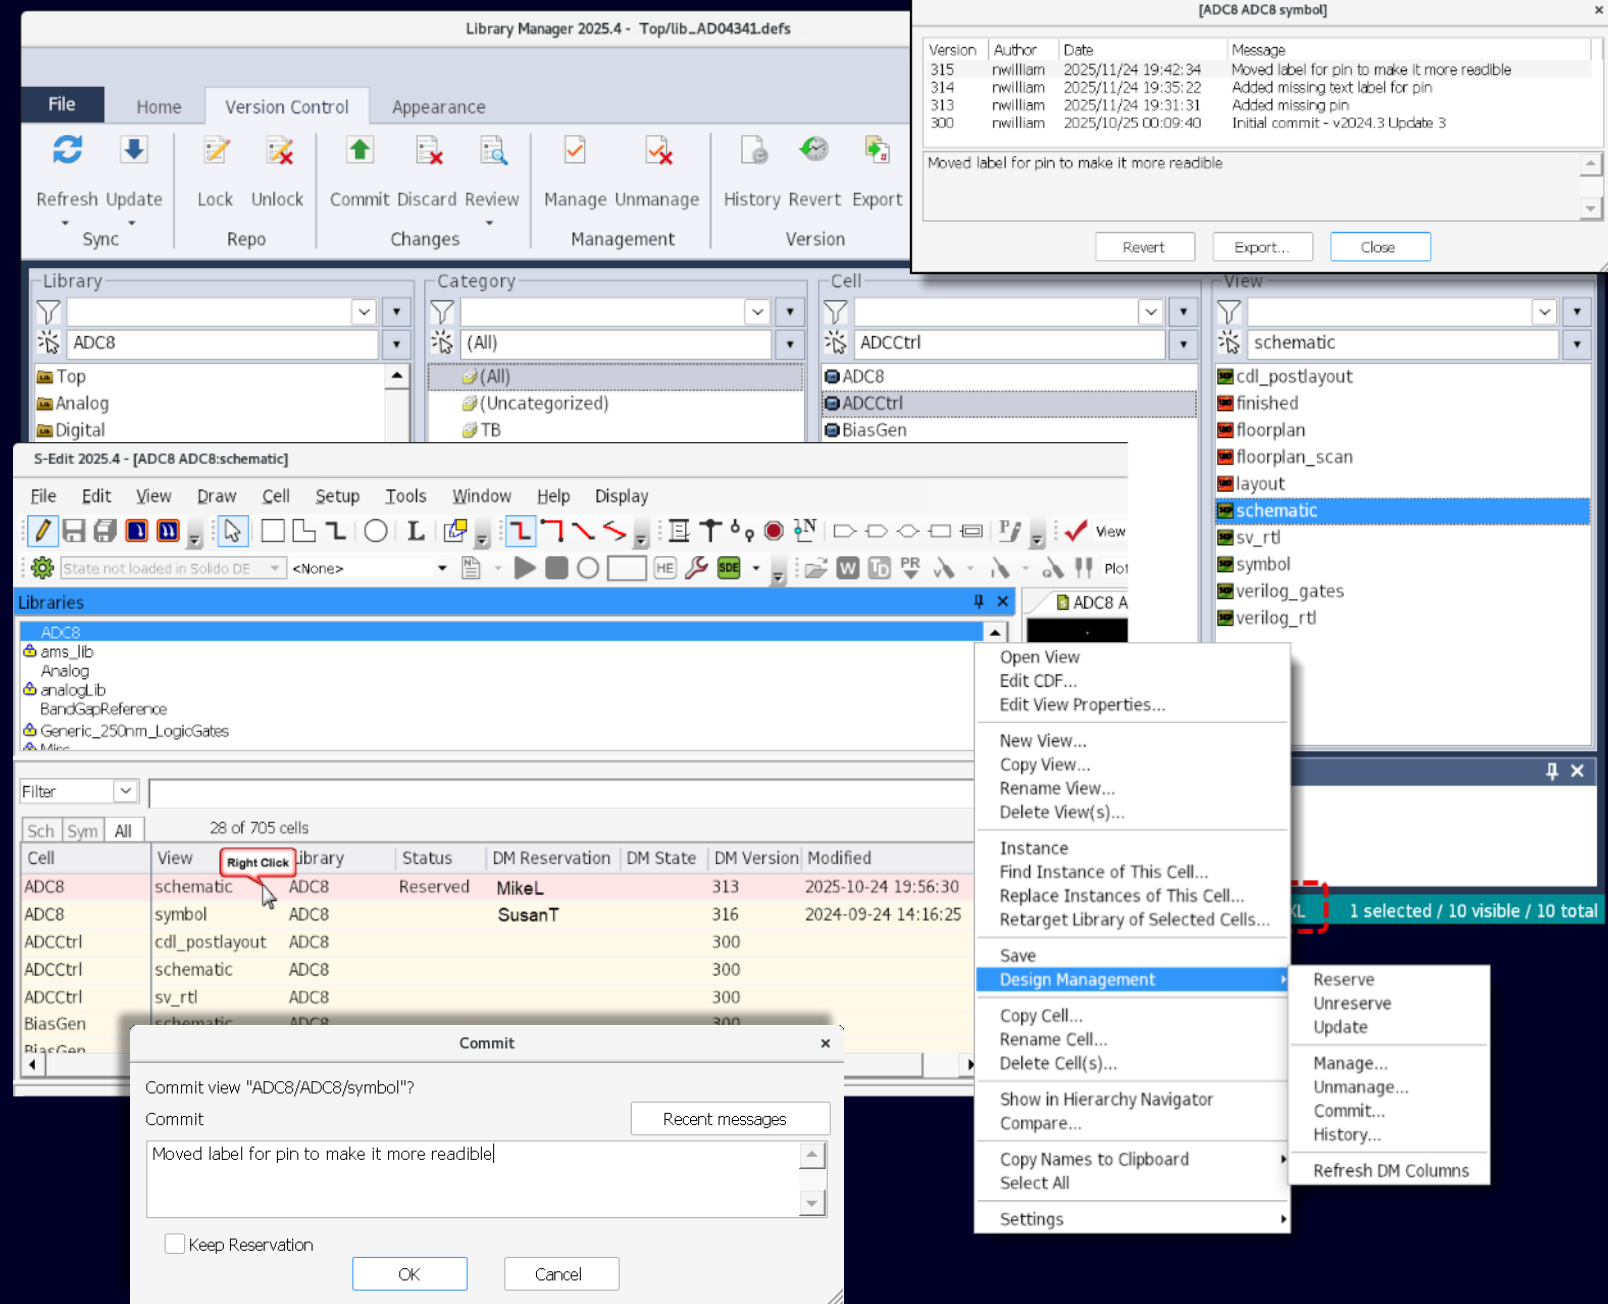 Library Manager 2025.4 - Top/lib_AD04341.defs
File Home Version Control Appearance
Refresh Update Lock Unlock Commit Discard Review Manage Unmanage History Revert Export
Sync Repo Changes Management Version
[ADC8 ADC8 symbol]
Version Author Date Message
315 nwilliam 2025/11/24 19:42:34 Moved label for pin to make it more readible
314 nwilliam 2025/11/24 19:35:22 Added missing text label for pin
313 nwilliam 2025/11/24 19:31:31 Added missing pin
300 nwilliam 2025/10/25 00:09:40 Initial commit - v2024.3 Update 3
Moved label for pin to make it more readible
Revert Export... Close
Library Category Cell View
ADC8 (All) ADCCtrl schematic
Top (All) ADC8 cdl_postlayout
Analog (Uncategorized) ADCCtrl finished
Digital TB BiasGen floorplan
floorplan_scan
layout
schematic
sv_rtl
symbol
verilog_gates
verilog_rtl
S-Edit 2025.4 - [ADC8 ADC8:schematic]
File Edit View Draw Cell Setup Tools Window Help Display
L N P View
State not loaded in Solido DE <None> HE SDE W TD PR Plot
Libraries
ADC8 A
ADC8
ams_lib
Analog
analogLib
BandGapReference
Generic_250nm_LogicGates
Misc
Filter
Sch Sym All 28 of 705 cells
Cell View Library Status DM Reservation DM State DM Version Modified
Right Click
ADC8 schematic ADC8 Reserved MikeL 313 2025-10-24 19:56:30
ADC8 symbol ADC8 SusanT 316 2024-09-24 14:16:25
ADCCtrl cdl_postlayout ADC8 300
ADCCtrl schematic ADC8 300
ADCCtrl sv_rtl ADC8 300
BiasGen schematic ADC8 300
BiasGen
Open View
Edit CDF...
Edit View Properties...
New View...
Copy View...
Rename View...
Delete View(s)...
Instance
Find Instance of This Cell...
Replace Instances of This Cell...
Retarget Library of Selected Cells...
Save
Design Management
Copy Cell...
Rename Cell...
Delete Cell(s)...
Show in Hierarchy Navigator
Compare...
Copy Names to Clipboard
Select All
Settings
XL 1 selected / 10 visible / 10 total
Reserve
Unreserve
Update
Manage...
Unmanage...
Commit...
History...
Refresh DM Columns
Commit
Commit view "ADC8/ADC8/symbol"?
Commit Recent messages
Moved label for pin to make it more readible
Keep Reservation
OK Cancel